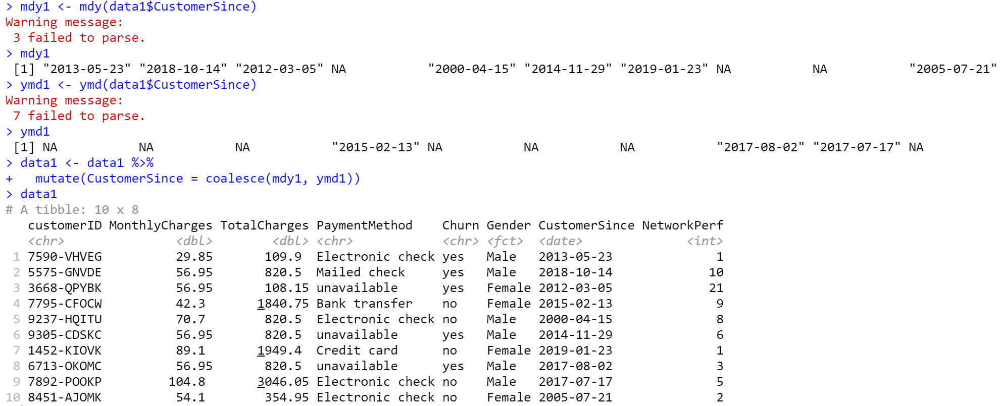 > mdy1 <- mdy(data1$CustomerSince)
Warning message:
 3 failed to parse.
> mdy1
 [1] "2013-05-23" "2018-10-14" "2012-03-05" NA           "2000-04-15" "2014-11-29" "2019-01-23" NA           NA           "2005-07-21"
> ymd1 <- ymd(data1$CustomerSince)
Warning message:
 7 failed to parse.
> ymd1
 [1] NA           NA           NA           "2015-02-13" NA           NA           NA           "2017-08-02" "2017-07-17" NA
> data1 <- data1 %>%
+   mutate(CustomerSince = coalesce(mdy1, ymd1))
> data1
# A tibble: 10 x 8
   customerID MonthlyCharges TotalCharges PaymentMethod    Churn Gender CustomerSince NetworkPerf
   <chr>               <dbl>        <dbl> <chr>            <chr> <fct>  <date>              <int>
 1 7590-VHVEG          29.85       109.9  Electronic check yes   Male   2013-05-23              1
 2 5575-GNVDE          56.95       820.5  Mailed check     yes   Male   2018-10-14             10
 3 3668-QPYBK          56.95       108.15 unavailable      yes   Female 2012-03-05             21
 4 7795-CFOCW          42.3       1840.75 Bank transfer    no    Female 2015-02-13              9
 5 9237-HQITU          70.7        820.5  Electronic check no    Male   2000-04-15              8
 6 9305-CDSKC          56.95       820.5  unavailable      yes   Male   2014-11-29              6
 7 1452-KIOVK          89.1       1949.4  Credit card      no    Female 2019-01-23              1
 8 6713-OKOMC          56.95       820.5  unavailable      yes   Male   2017-08-02              3
 9 7892-POOKP         104.8       3046.05 Electronic check no    Male   2017-07-17              5
10 8451-AJOMK          54.1        354.95 Electronic check no    Female 2005-07-21              2